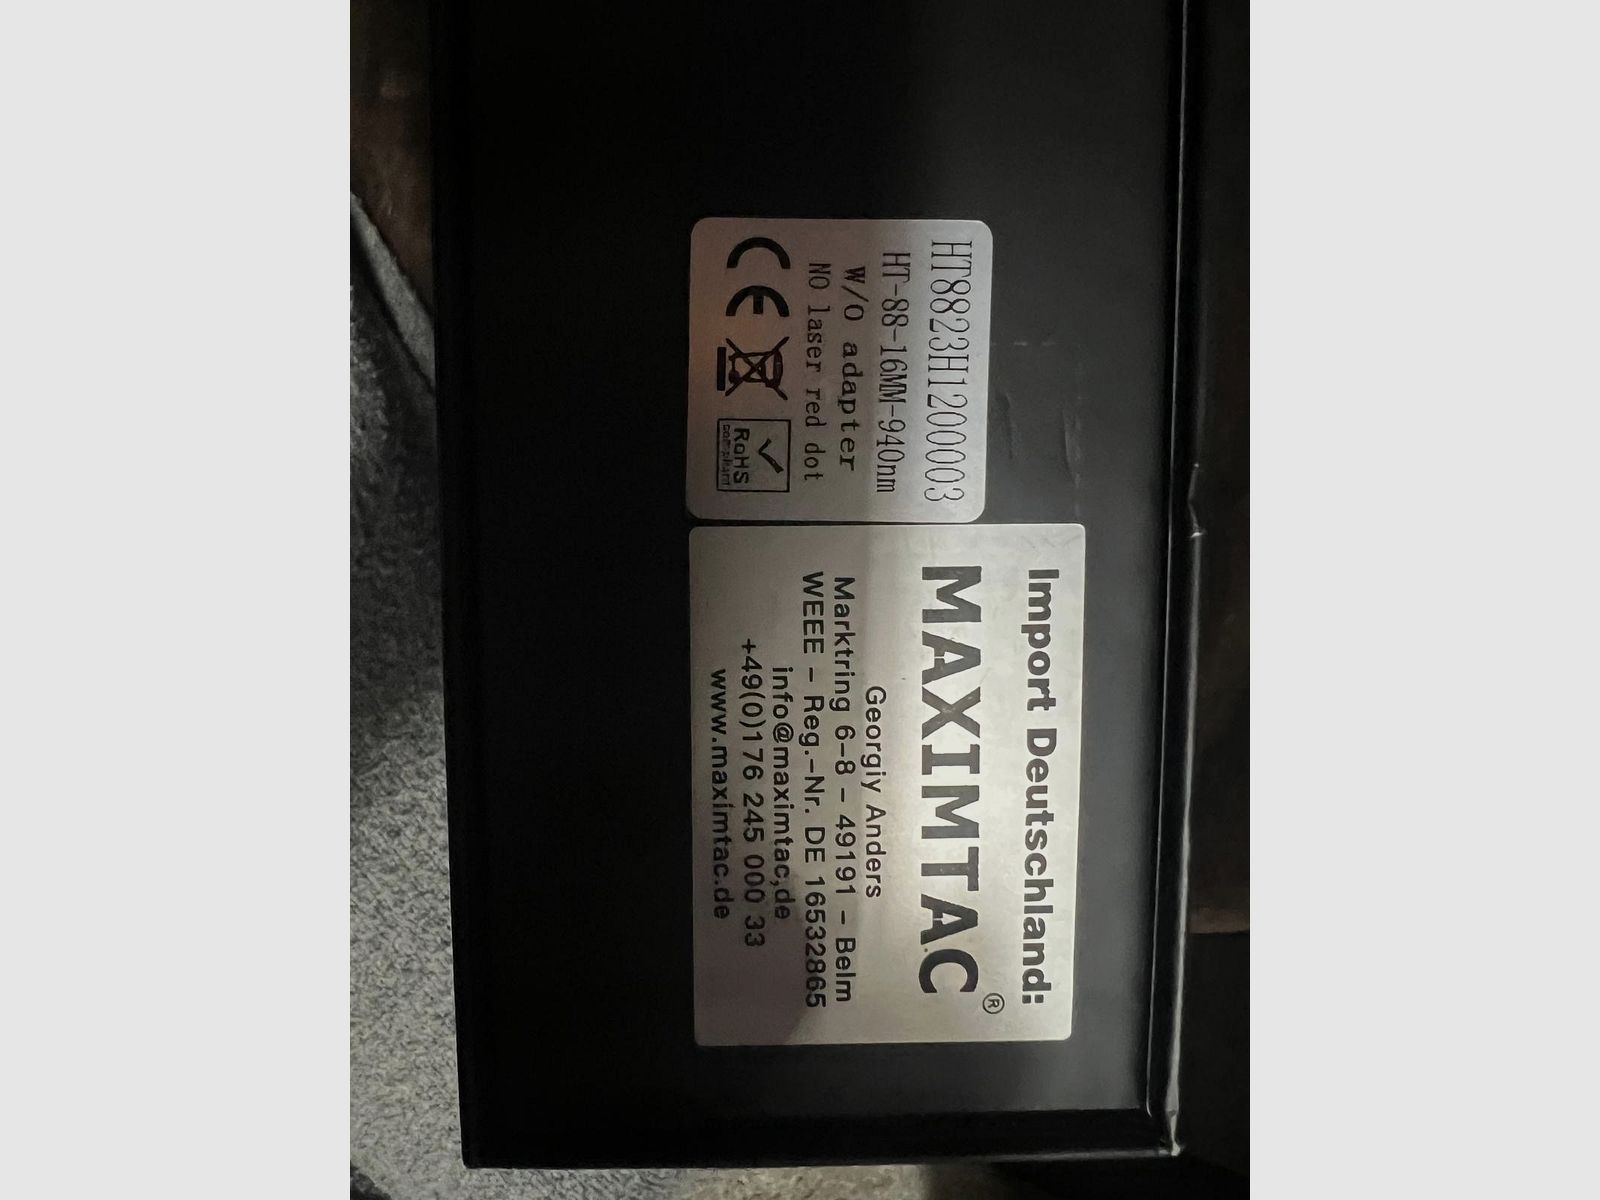 HT8823H1200003
HT-88-16MM-940nm
W/O adapter
NO laser red dot
CE
RoHS
compliant
Import Deutschland:
MAXIMTAC®
Georgiy Anders
Marktring 6-8 - 49191 - Belm
WEEE - Reg.-Nr. DE 16532865
info@maximtac,de
+49(0)176 245 000 33
www.maximtac.de